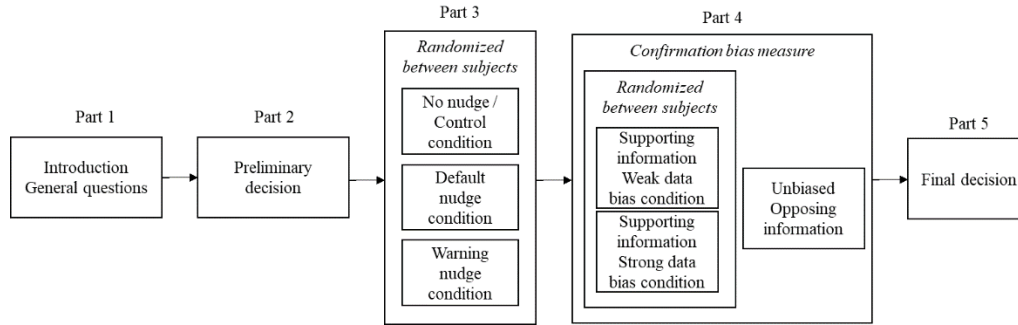 Part 1
Introduction
General questions
Part 2
Preliminary
decision
Part 3
Randomized
between subjects
No nudge /
Control
condition
Default
nudge
condition
Warning
nudge
condition
Part 4
Confirmation bias measure
Randomized
between subjects
Supporting
information
Weak data
bias condition
Supporting
information
Strong data
bias condition
Unbiased
Opposing
information
Part 5
Final decision